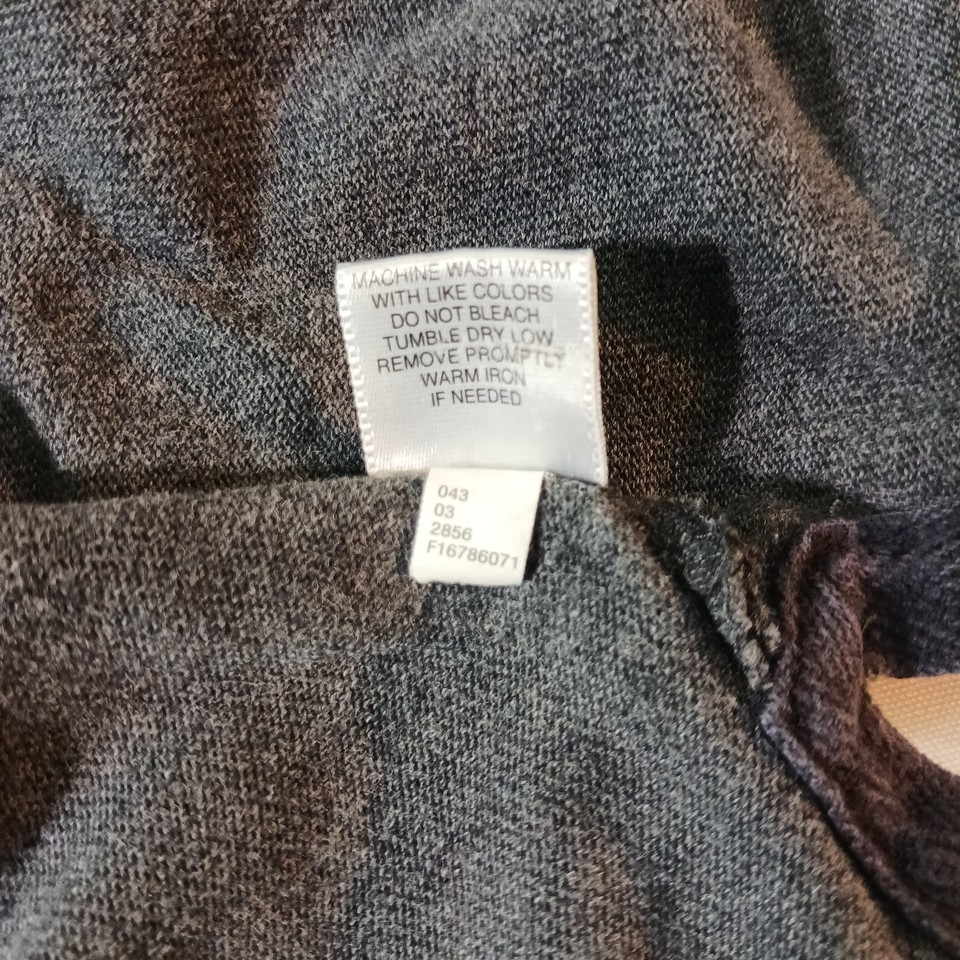 MACHINE WASH WARM
WITH LIKE COLORS
DO NOT BLEACH
TUMBLE DRY LOW
REMOVE PROMPTLY
WARM IRON
IF NEEDED
043
03
2856
F16786071